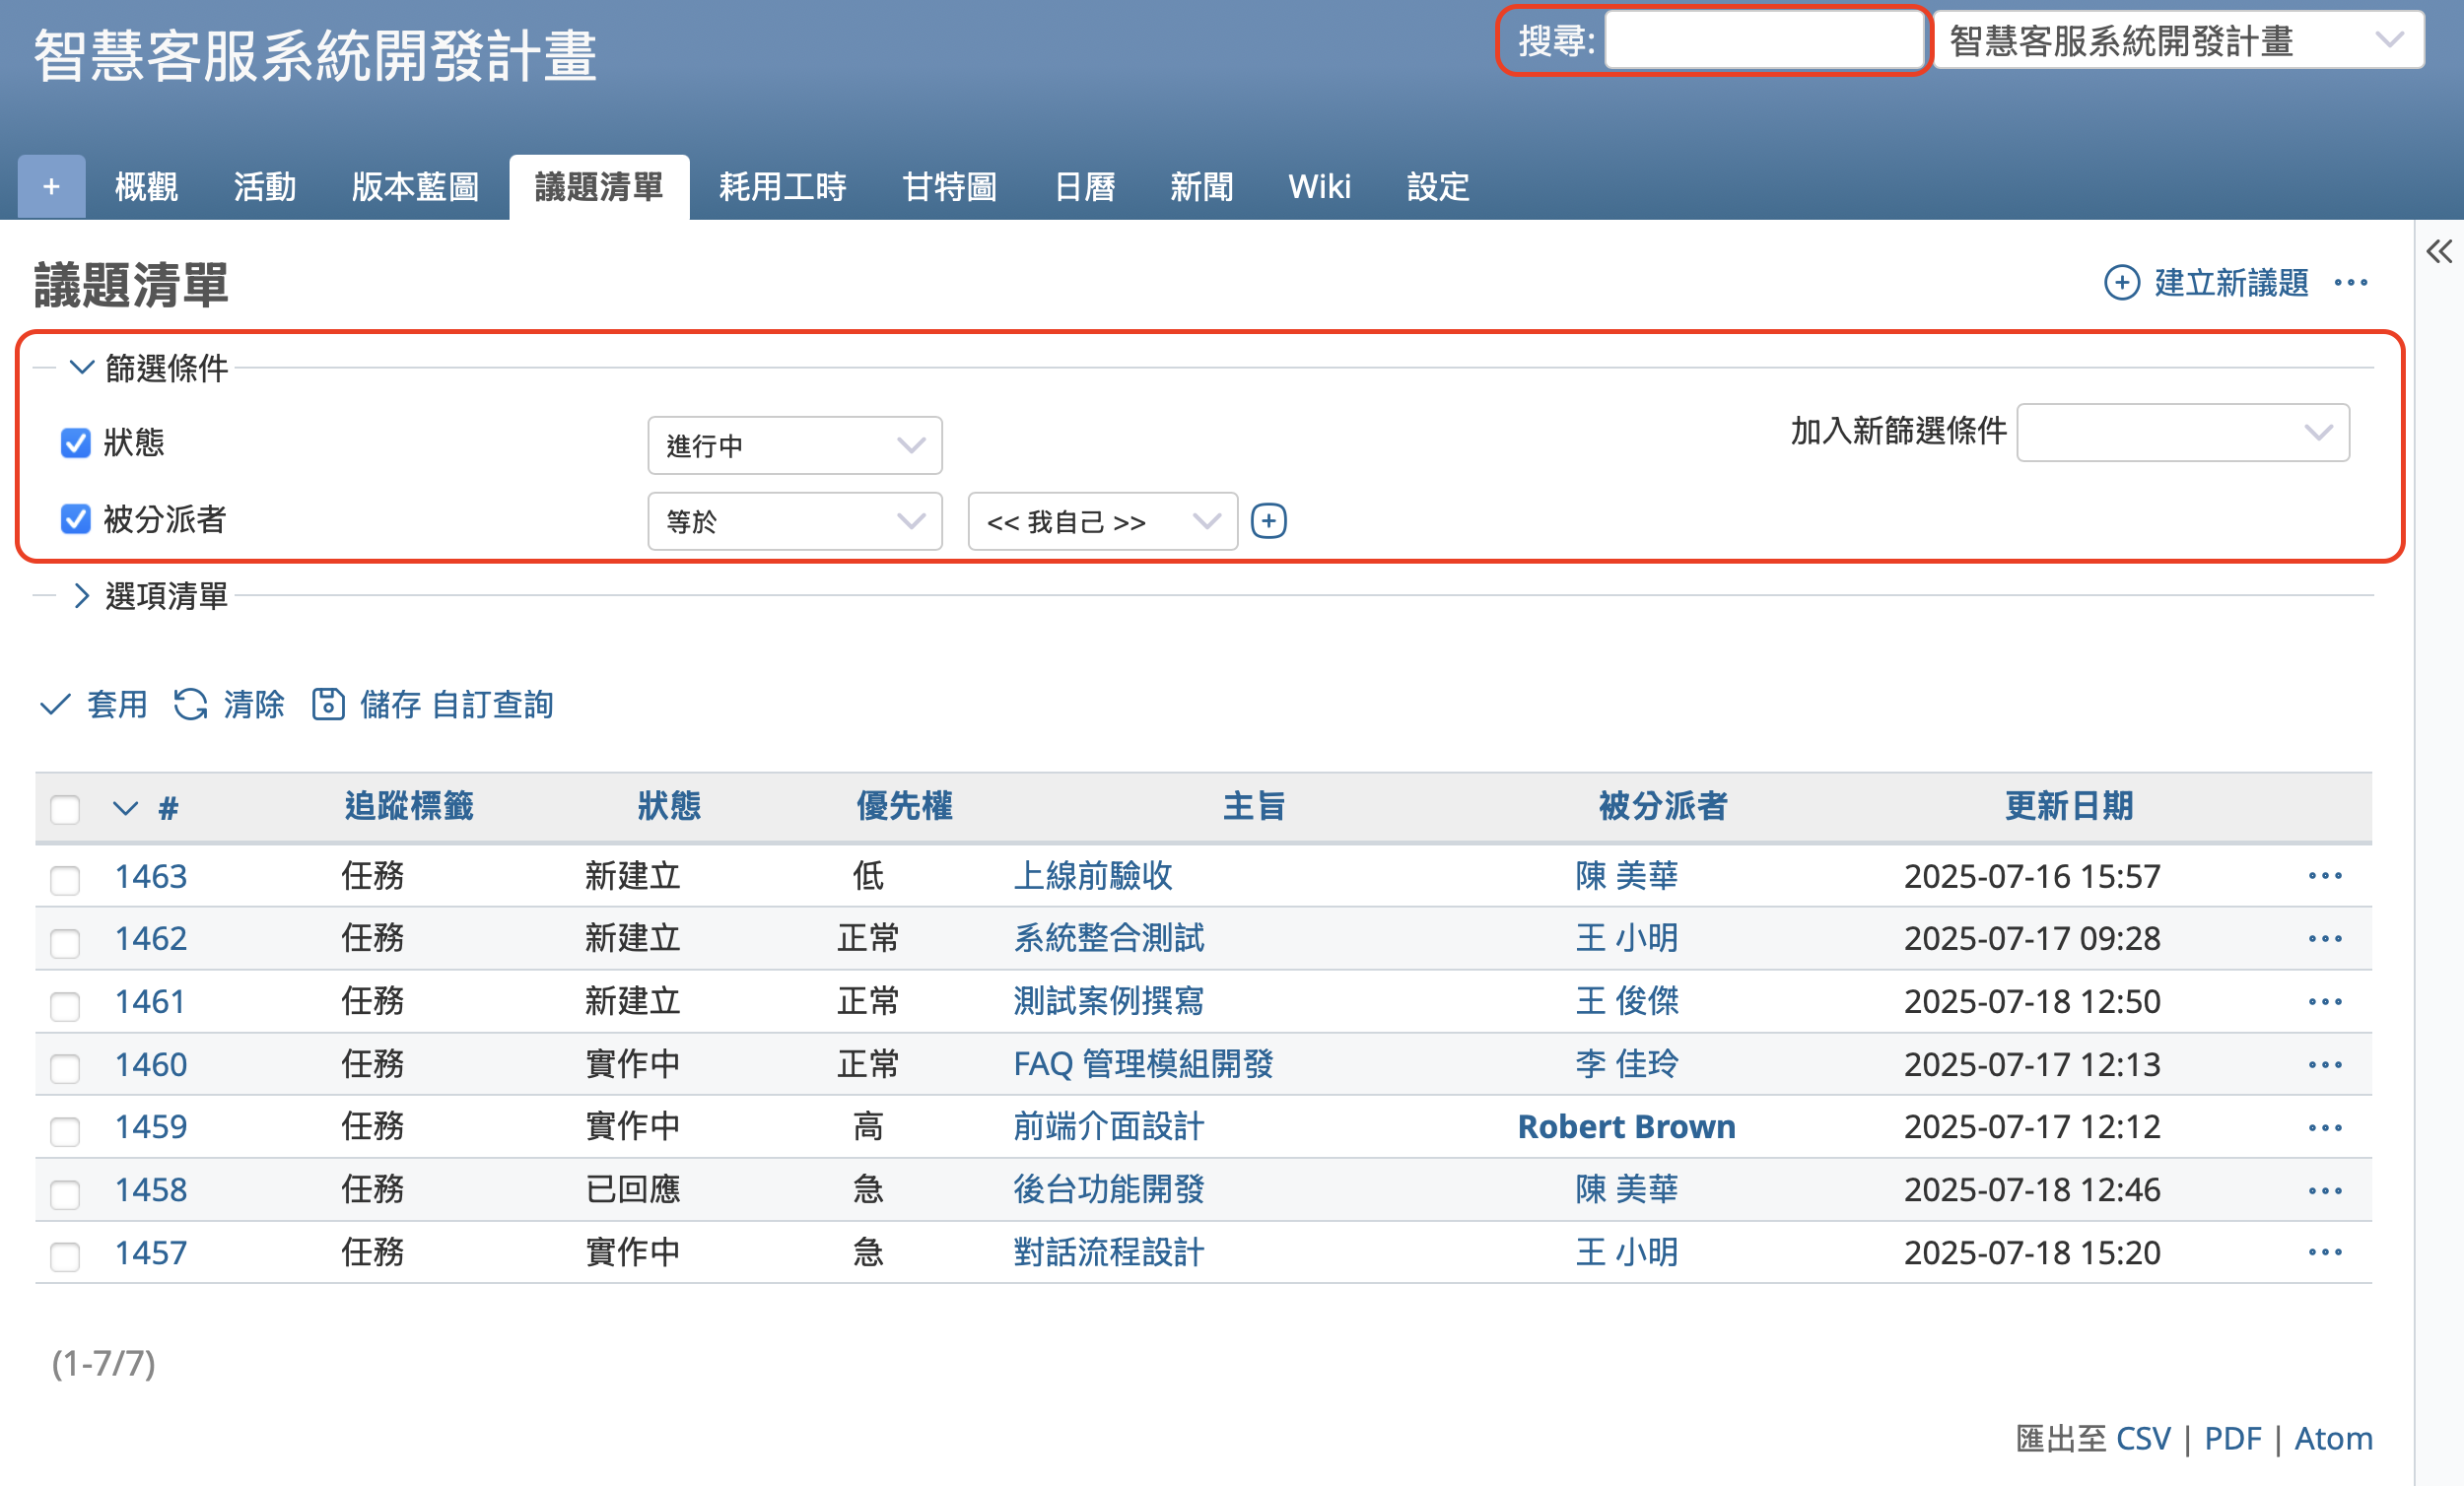 智慧客服系統開發計畫
搜尋: 智慧客服系統開發計畫
+ 概觀 活動 版本藍圖 議題清單 耗用工時 甘特圖 日曆 新聞 Wiki 設定
議題清單
建立新議題
篩選條件
狀態 進行中 加入新篩選條件
被分派者 等於 << 我自己 >>
選項清單
套用 清除 儲存 自訂查詢
# 追蹤標籤 狀態 優先權 主旨 被分派者 更新日期
1463 任務 新建立 低 上線前驗收 陳 美華 2025-07-16 15:57
1462 任務 新建立 正常 系統整合測試 王 小明 2025-07-17 09:28
1461 任務 新建立 正常 測試案例撰寫 王 俊傑 2025-07-18 12:50
1460 任務 實作中 正常 FAQ 管理模組開發 李 佳玲 2025-07-17 12:13
1459 任務 實作中 高 前端介面設計 Robert Brown 2025-07-17 12:12
1458 任務 已回應 急 後台功能開發 陳 美華 2025-07-18 12:46
1457 任務 實作中 急 對話流程設計 王 小明 2025-07-18 15:20
(1-7/7)
匯出至 CSV | PDF | Atom